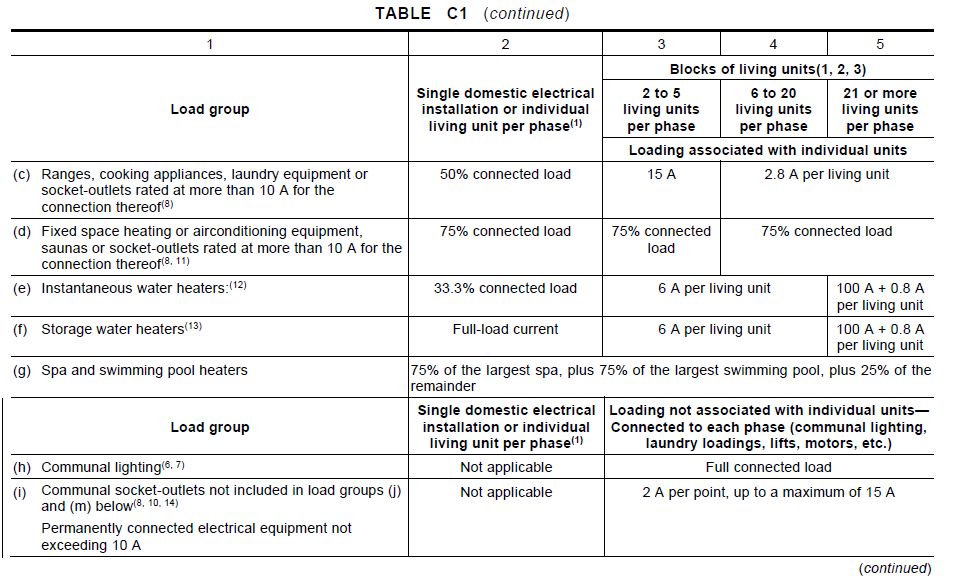 TABLE C1 (continued)
1 2 3 4 5
Load group
Single domestic electrical
installation or individual
living unit per phase(1)
Blocks of living units(1, 2, 3)
2 to 5
living units
per phase
6 to 20
living units
per phase
21 or more
living units
per phase
Loading associated with individual units
(c) Ranges, cooking appliances, laundry equipment or
socket-outlets rated at more than 10 A for the
connection thereof(8)
50% connected load
15 A
2.8 A per living unit
(d) Fixed space heating or airconditioning equipment,
saunas or socket-outlets rated at more than 10 A for the
connection thereof(8, 11)
75% connected load
75% connected
load
75% connected load
(e) Instantaneous water heaters:(12)
33.3% connected load
6 A per living unit
100 A + 0.8 A
per living unit
(f) Storage water heaters(13)
Full-load current
6 A per living unit
100 A + 0.8 A
per living unit
(g) Spa and swimming pool heaters
75% of the largest spa, plus 75% of the largest swimming pool, plus 25% of the
remainder
Load group
Single domestic electrical
installation or individual
living unit per phase(1)
Loading not associated with individual units—
Connected to each phase (communal lighting,
laundry loadings, lifts, motors, etc.)
(h) Communal lighting(6, 7)
Not applicable
Full connected load
(i) Communal socket-outlets not included in load groups (j)
and (m) below(8, 10, 14)
Permanently connected electrical equipment not
exceeding 10 A
Not applicable
2 A per point, up to a maximum of 15 A
(continued)